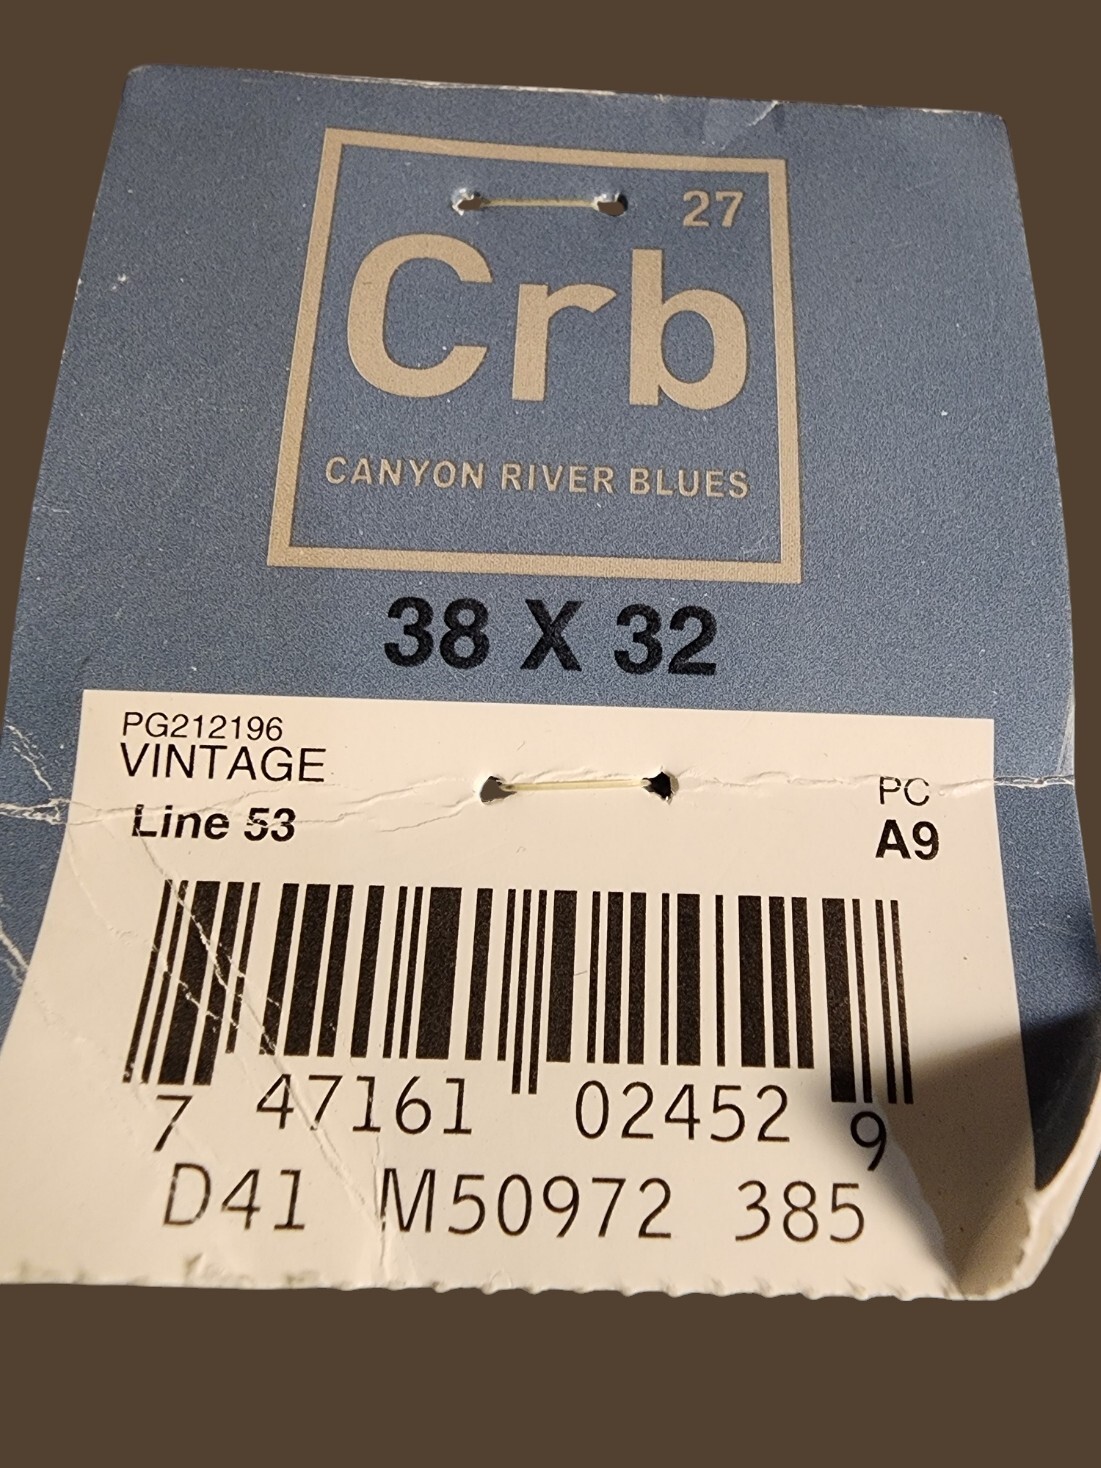 27
Crb
CANYON RIVER BLUES
38 X 32
PG212196
VINTAGE
PC
Line 53
A9
7 47161 02452 9
D41 M50972 385